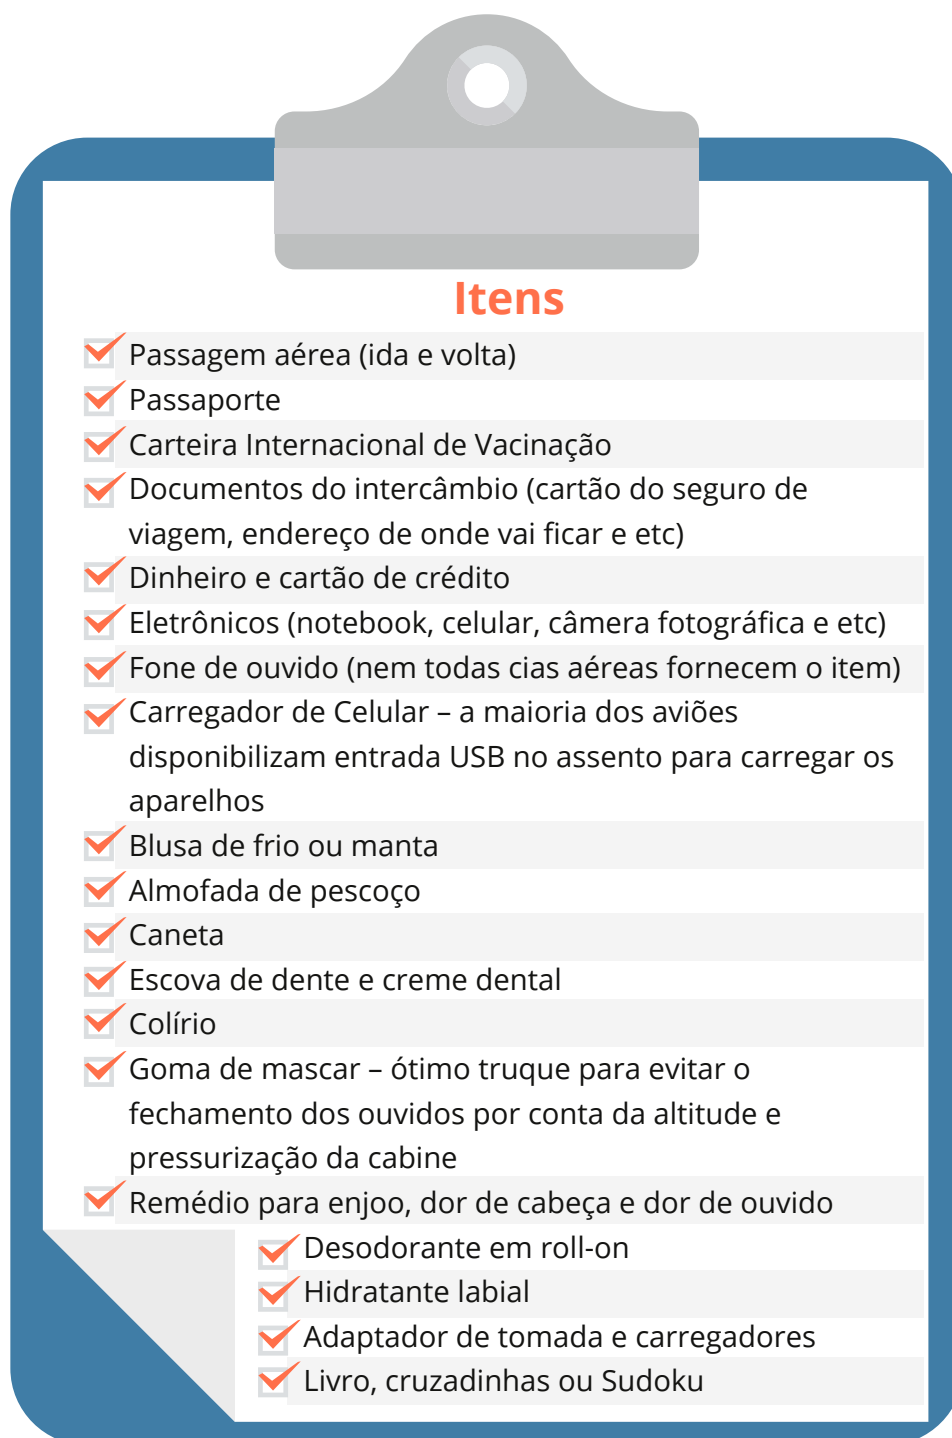 Itens
Passagem aérea (ida e volta)
Passaporte
Carteira Internacional de Vacinação
Documentos do intercâmbio (cartão do seguro de
viagem, endereço de onde vai ficar e etc)
Dinheiro e cartão de crédito
Eletrônicos (notebook, celular, câmera fotográfica e etc)
Fone de ouvido (nem todas cias aéreas fornecem o item)
Carregador de Celular – a maioria dos aviões
disponibilizam entrada USB no assento para carregar os
aparelhos
Blusa de frio ou manta
Almofada de pescoço
Caneta
Escova de dente e creme dental
Colírio
Goma de mascar – ótimo truque para evitar o
fechamento dos ouvidos por conta da altitude e
pressurização da cabine
Remédio para enjoo, dor de cabeça e dor de ouvido
Desodorante em roll-on
Hidratante labial
Adaptador de tomada e carregadores
Livro, cruzadinhas ou Sudoku